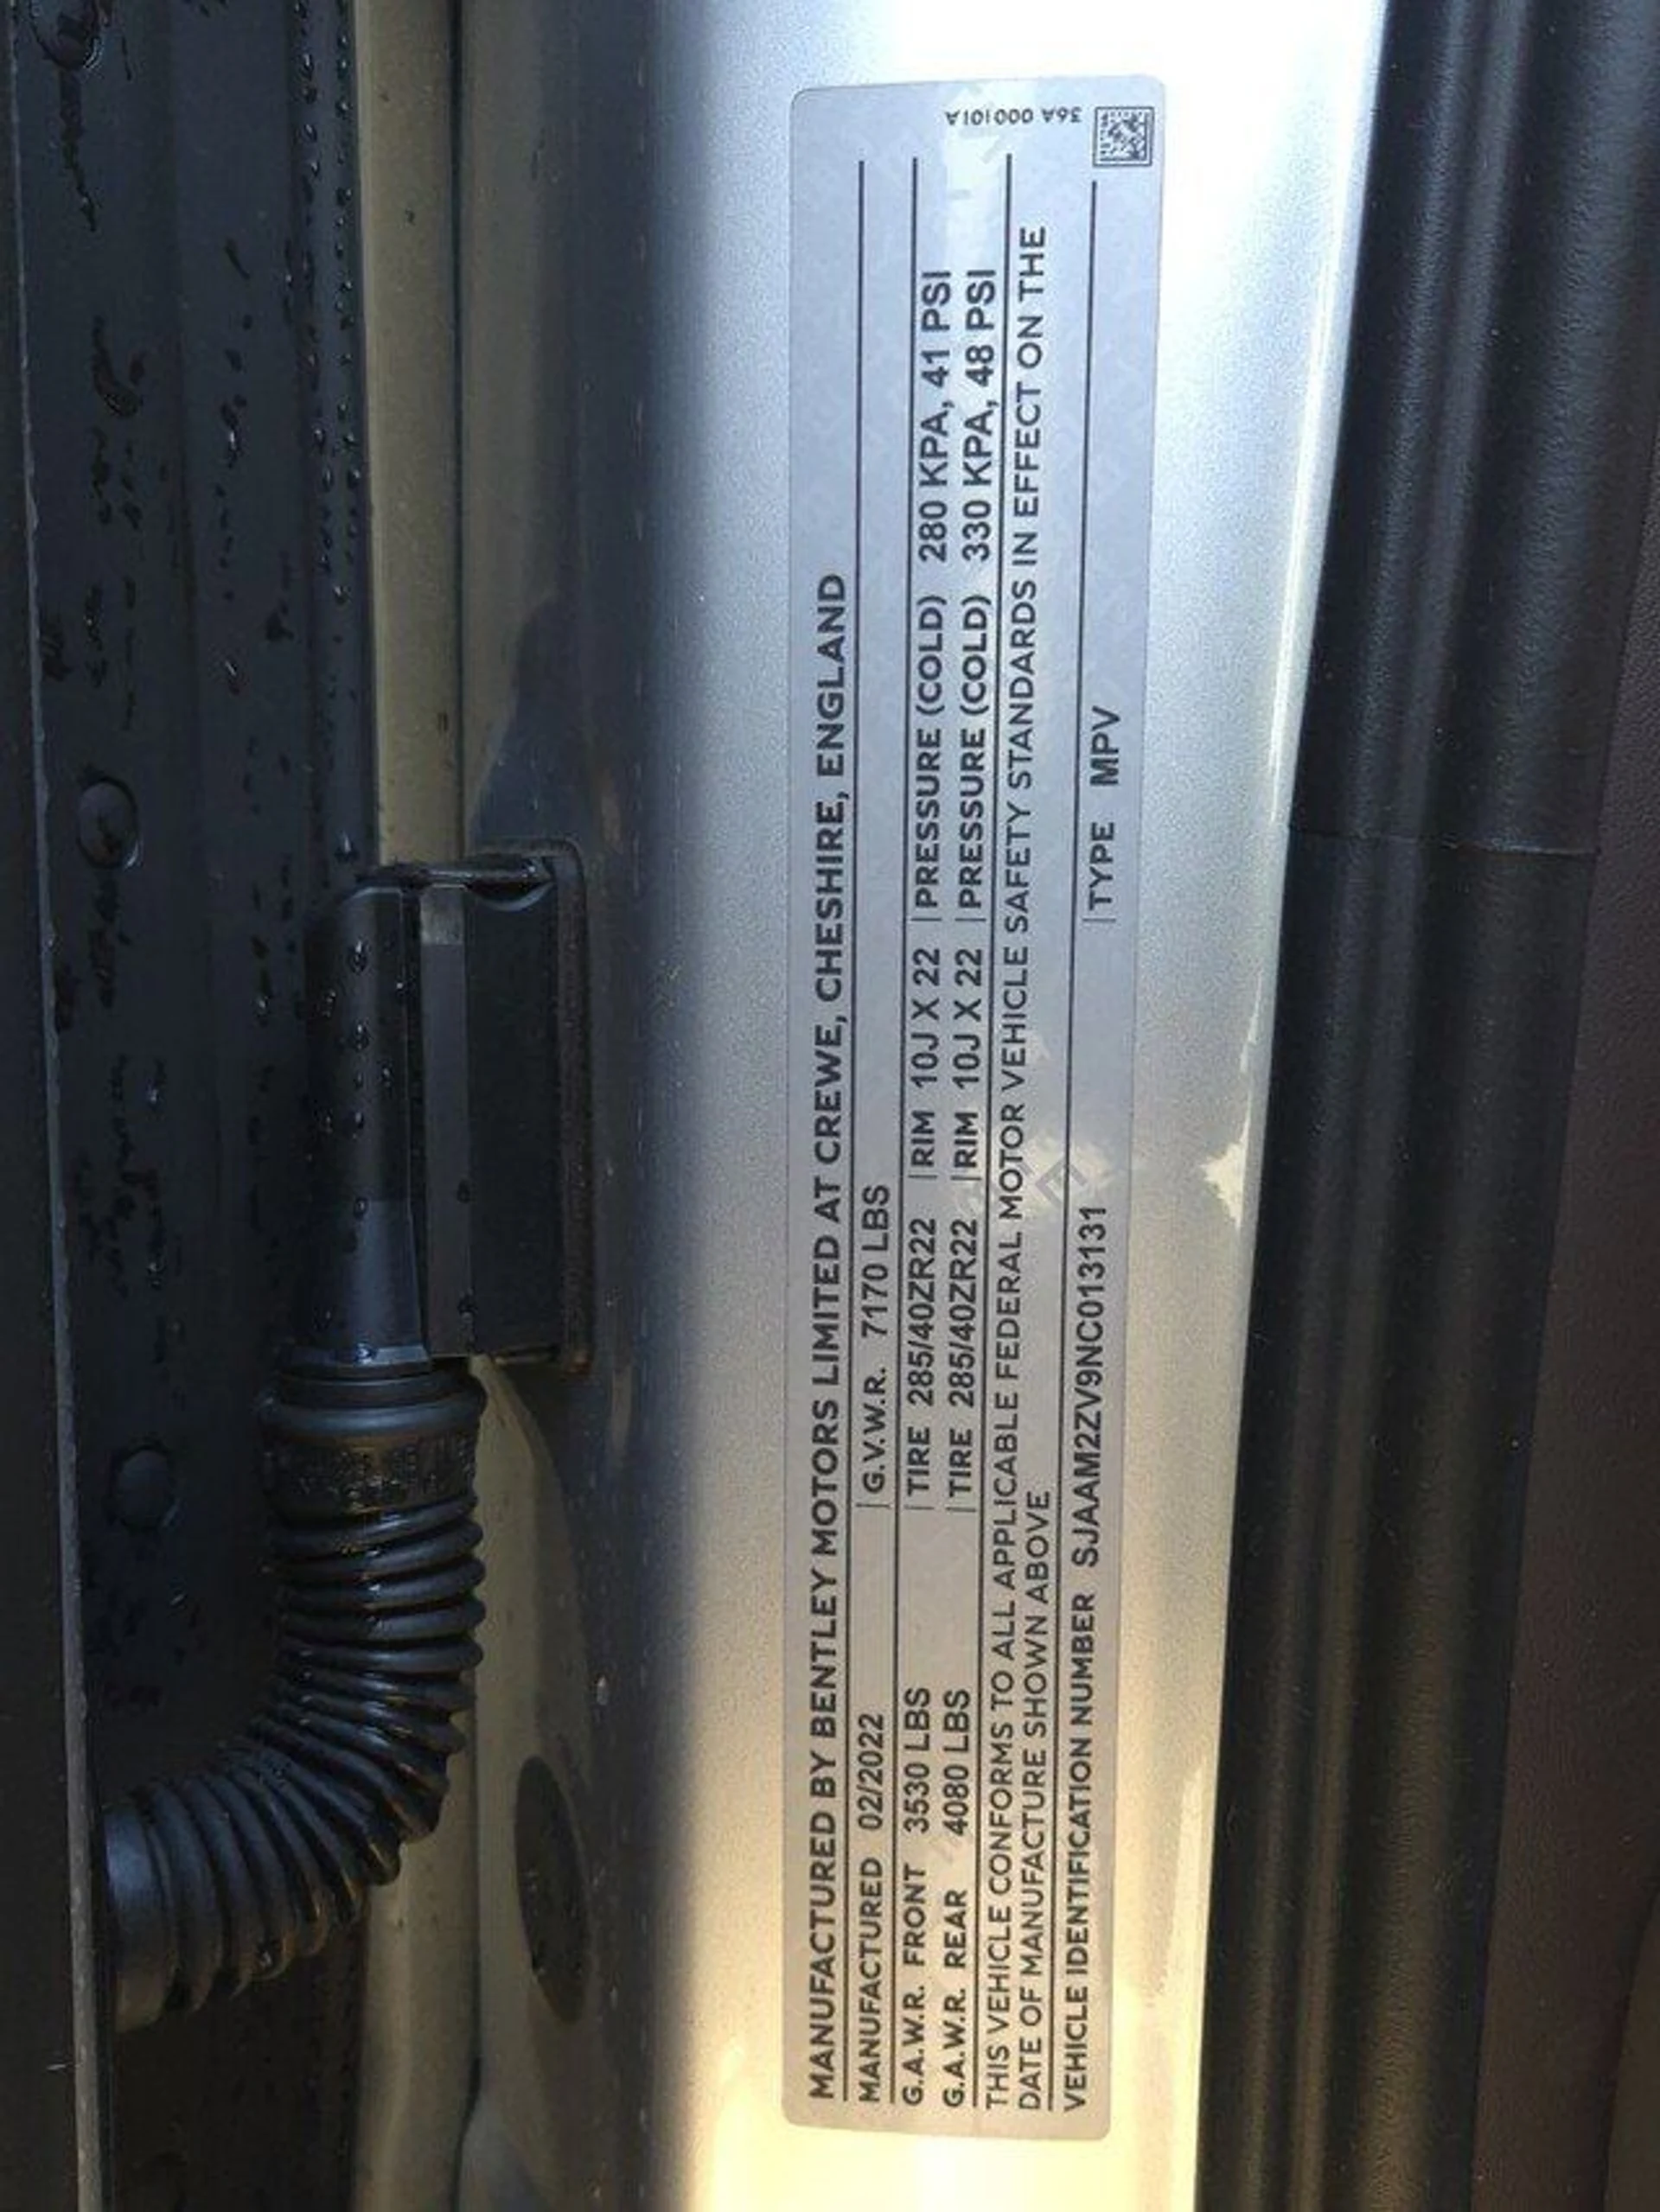 MANUFACTURED BY BENTLEY MOTORS LIMITED AT CREWE, CHESHIRE, ENGLAND
MANUFACTURED 02/2022 G.V.W.R. 7170 LBS
G.A.W.R. FRONT 3530 LBS TIRE 285/40ZR22 RIM 10J X 22 PRESSURE (COLD) 280 KPA, 41 PSI
G.A.W.R. REAR 4080 LBS TIRE 285/40ZR22 RIM 10J X 22 PRESSURE (COLD) 330 KPA, 48 PSI
THIS VEHICLE CONFORMS TO ALL APPLICABLE FEDERAL MOTOR VEHICLE SAFETY STANDARDS IN EFFECT ON THE
DATE OF MANUFACTURE SHOWN ABOVE
VEHICLE IDENTIFICATION NUMBER SJAAM2ZV9NC013131 TYPE MPV
36A 000101A